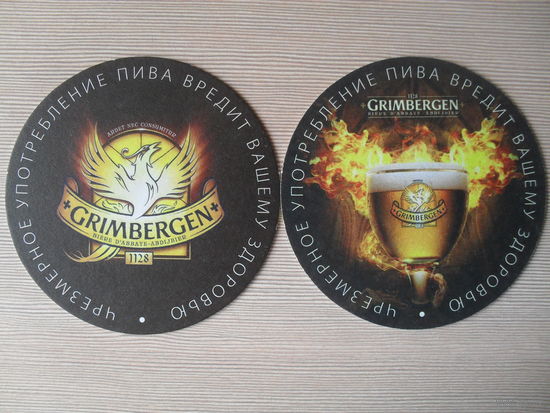 ЧРЕЗМЕРНОЕ УПОТРЕБЛЕНИЕ ПИВА ВРЕДИТ ВАШЕМУ ЗДОРОВЬЮ
ARDET NEC CONSUMITUR
GRIMBERGEN
BIERE D'ABBAYE-ABDIJBIER
1128
ЧРЕЗМЕРНОЕ УПОТРЕБЛЕНИЕ ПИВА ВРЕДИТ ВАШЕМУ ЗДОРОВЬЮ
1128
GRIMBERGEN
BIERE D'ABBAYE-ABDIJBIER
GRIMBERGEN